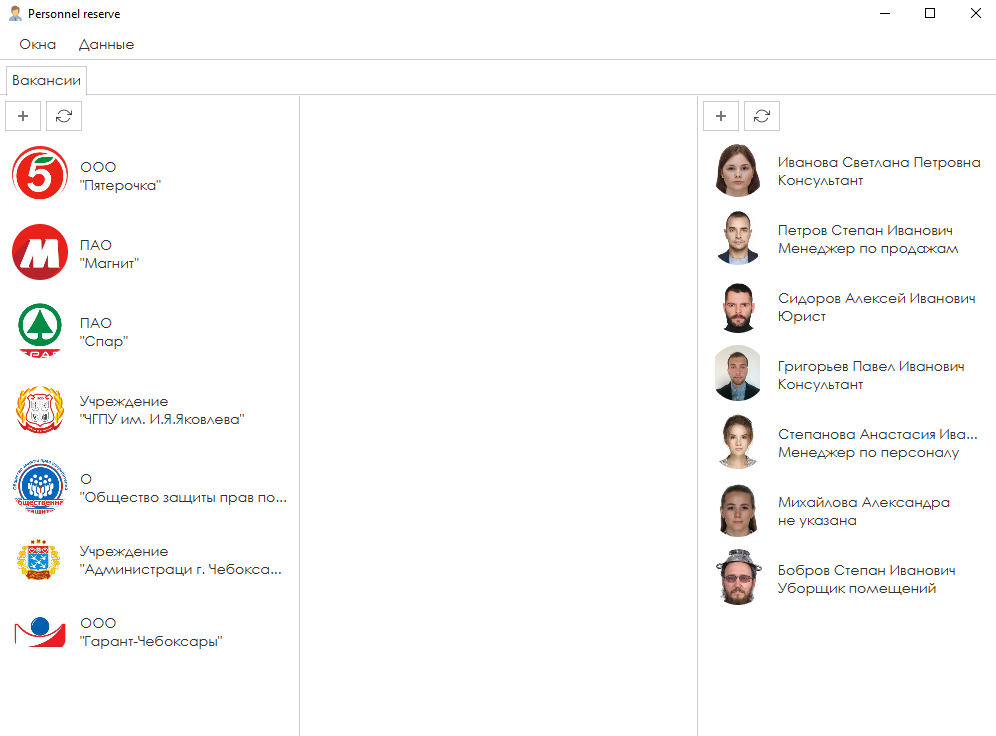 Personnel reserve
Окна Данные
Вакансии
ООО
"Пятерочка"
ПАО
"Магнит"
ПАО
"Спар"
Учреждение
"ЧГПУ им. И.Я.Яковлева"
О
"Общество защиты прав по...
Учреждение
"Администраци г. Чебокса...
ООО
"Гарант-Чебоксары"
Иванова Светлана Петровна
Консультант
Петров Степан Иванович
Менеджер по продажам
Сидоров Алексей Иванович
Юрист
Григорьев Павел Иванович
Консультант
Степанова Анастасия Ива...
Менеджер по персоналу
Михайлова Александра
не указана
Бобров Степан Иванович
Уборщик помещений